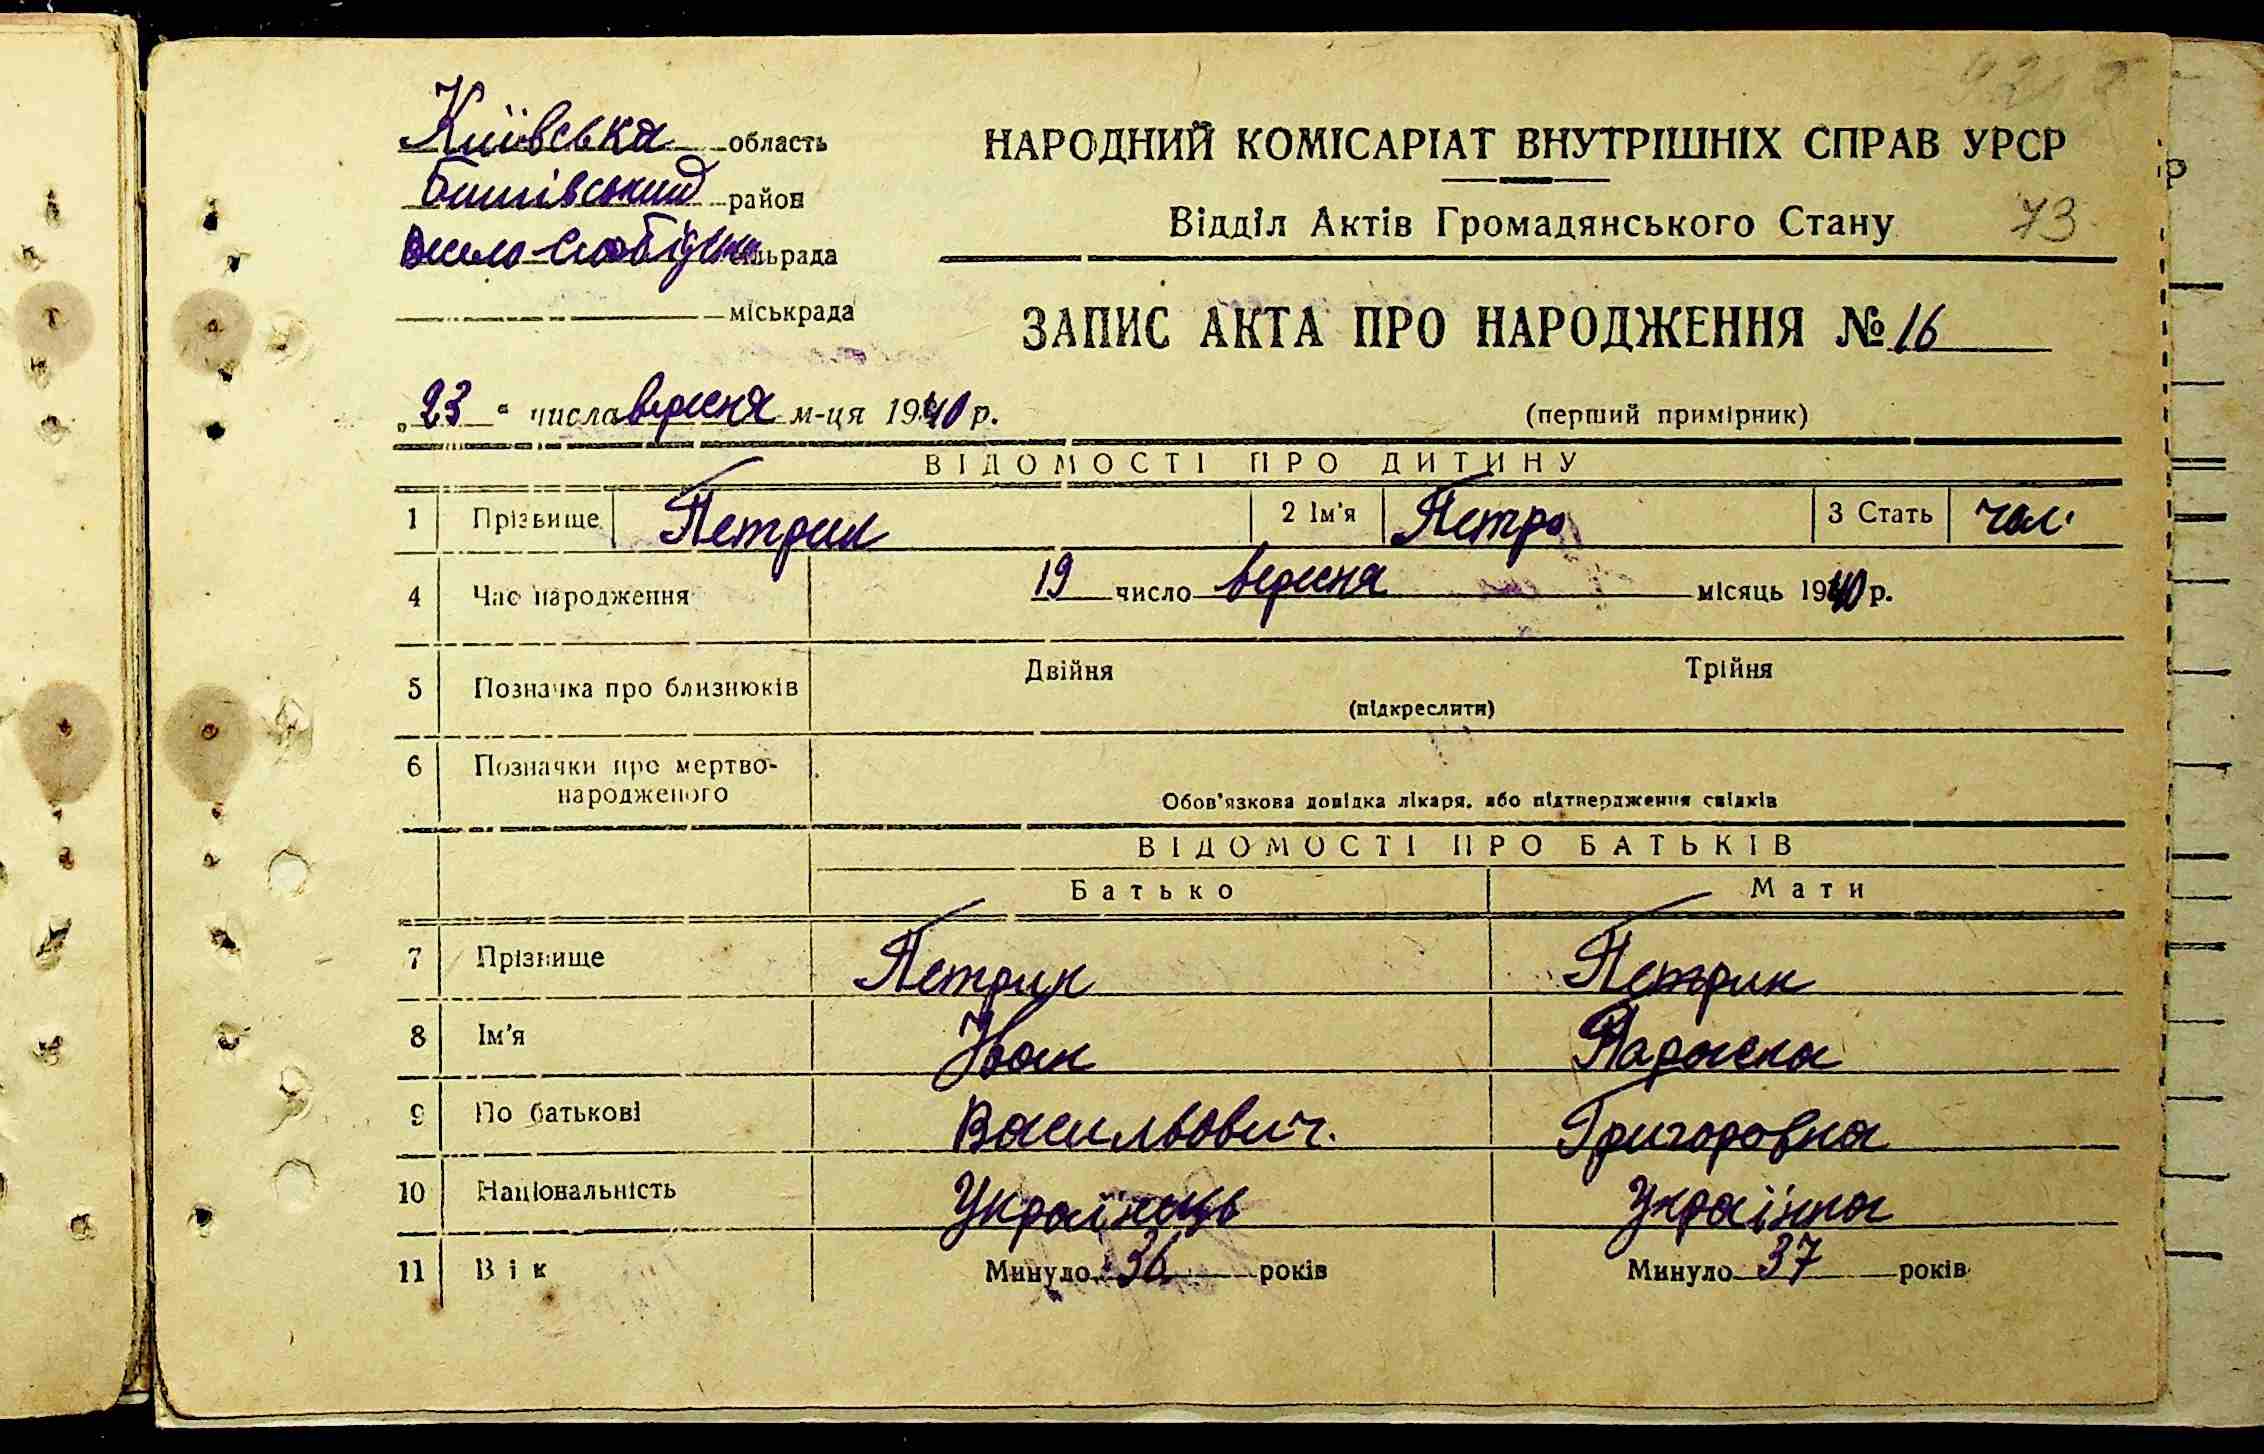 Київська область
Бишівський район
Весело-Слобідська сільрада
міськрада
НАРОДНИЙ КОМІСАРІАТ ВНУТРІШНІХ СПРАВ УРСР
Відділ Актів Громадянського Стану 73
ЗАПИС АКТА ПРО НАРОДЖЕННЯ № 16
„23“ числа вересня м-ця 1940 р.
(перший примірник)
ВІДОМОСТІ ПРО ДИТИНУ
1 Прізвище Петрик 2 Ім'я Петро 3 Стать чол.
4 Час народження 19 число вересня місяць 1940 р.
5 Позначка про близнюків Двійня Трійня
(підкреслити)
6 Позначки про мертво-
народженого
Обов'язкова довідка лікаря, або підтвердження свідків
ВІДОМОСТІ ПРО БАТЬКІВ
Батько Мати
7 Прізвище Петрик Петрик
8 Ім'я Іван Параска
9 По батькові Васильович. Григоровна
10 Національність Українець Українка
11 Вік Минуло 36 років Минуло 37 років